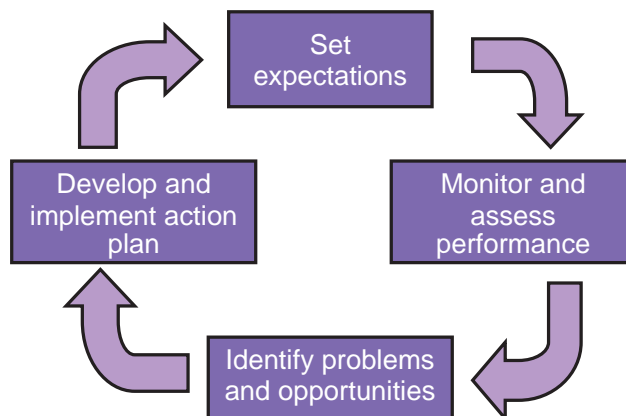 Set
expectations
Monitor and
assess
performance
Identify problems
and opportunities
Develop and
implement action
plan